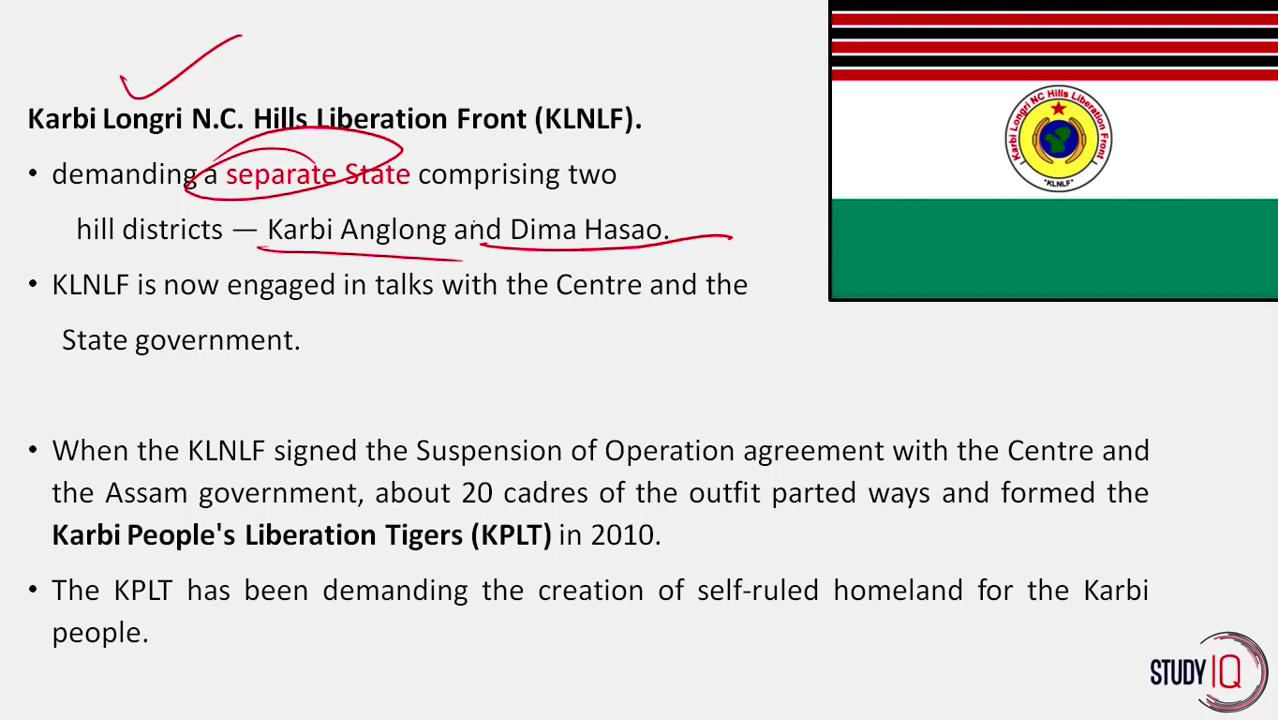 Karbi Longri N.C. Hills Liberation Front (KLNLF).
• demanding a separate State comprising two
hill districts — Karbi Anglong and Dima Hasao.
• KLNLF is now engaged in talks with the Centre and the
State government.
• When the KLNLF signed the Suspension of Operation agreement with the Centre and
the Assam government, about 20 cadres of the outfit parted ways and formed the
Karbi People's Liberation Tigers (KPLT) in 2010.
• The KPLT has been demanding the creation of self-ruled homeland for the Karbi
people.
Karbi Longri NC Hills Liberation Front
"KLNLF"
STUDY IQ